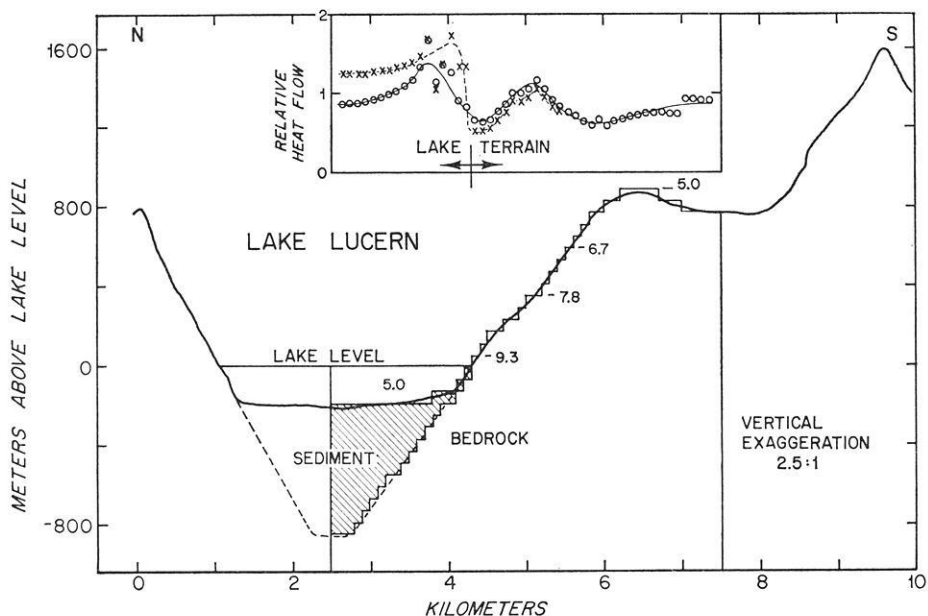 2
1
0
RELATIVE
HEAT FLOW
LAKE TERRAIN
N
S
1600
800
0
-800
METERS ABOVE LAKE LEVEL
LAKE LUCERN
5.0
6.7
7.8
9.3
LAKE LEVEL
5.0
SEDIMENT
BEDROCK
VERTICAL
EXAGGERATION
2.5:1
0 2 4 6 8 10
KILOMETERS